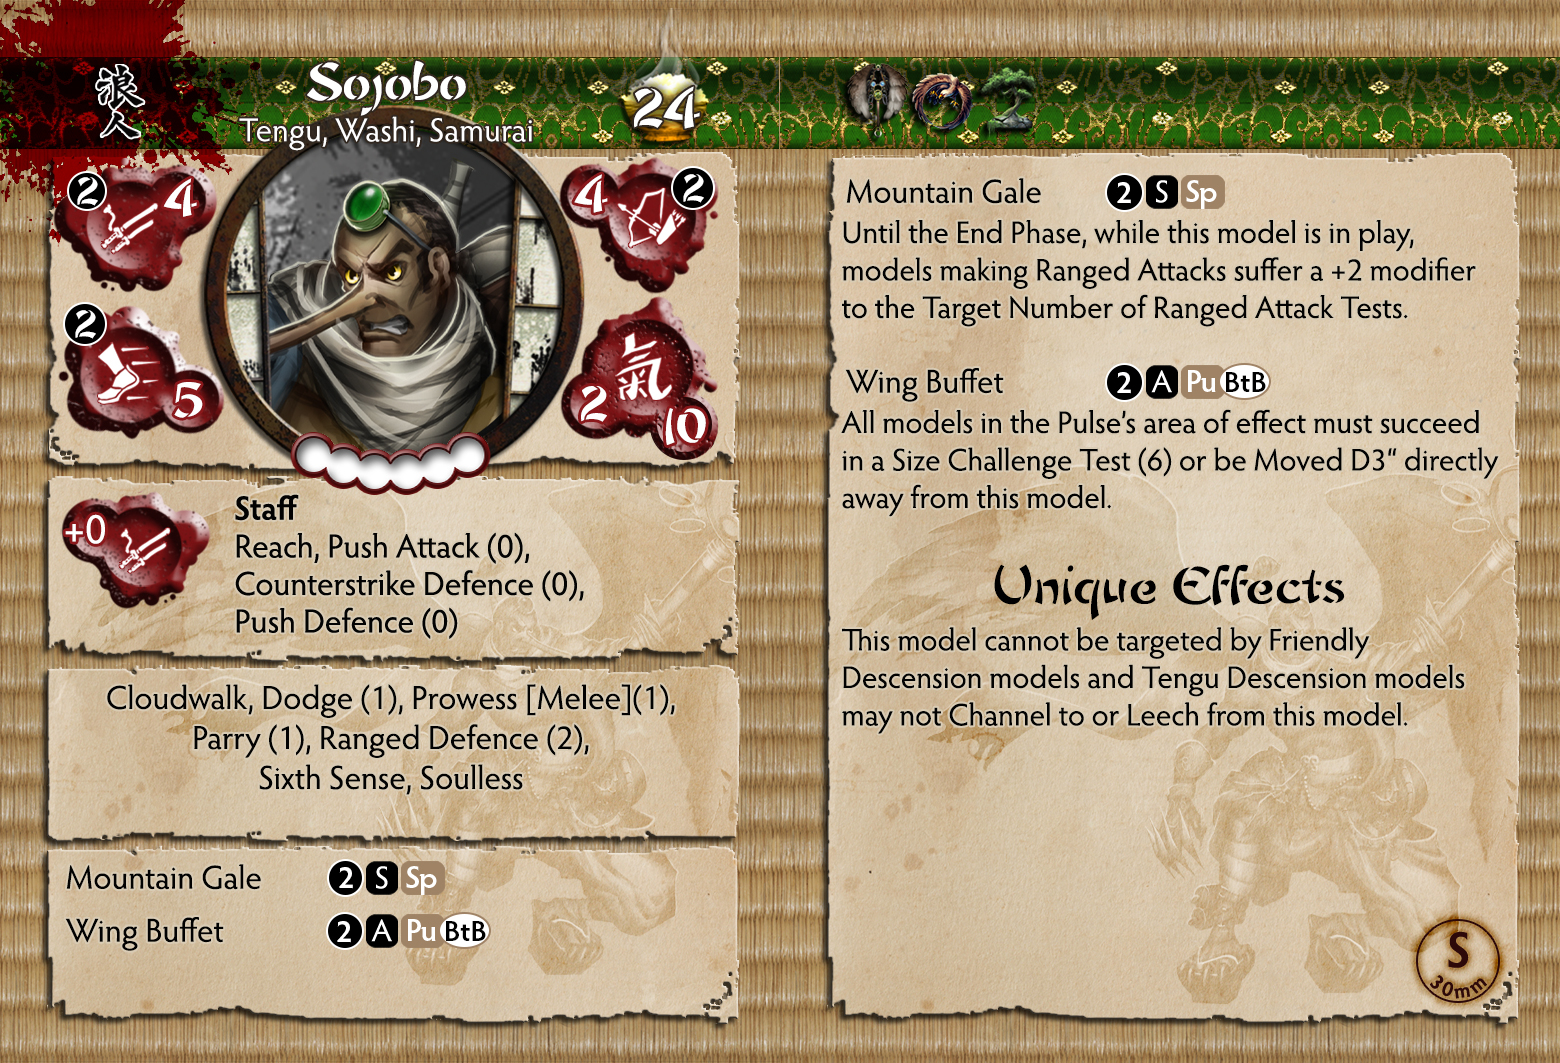 浪人
Sojobo
Tengu, Washi, Samurai
24
2 4
4 2
2 5
氣 2 10
+0
Staff
Reach, Push Attack (0),
Counterstrike Defence (0),
Push Defence (0)
Cloudwalk, Dodge (1), Prowess [Melee](1),
Parry (1), Ranged Defence (2),
Sixth Sense, Soulless
Mountain Gale 2 S Sp
Wing Buffet 2 A Pu BtB
Mountain Gale 2 S Sp
Until the End Phase, while this model is in play,
models making Ranged Attacks suffer a +2 modifier
to the Target Number of Ranged Attack Tests.
Wing Buffet 2 A Pu BtB
All models in the Pulse's area of effect must succeed
in a Size Challenge Test (6) or be Moved D3“ directly
away from this model.
Unique Effects
This model cannot be targeted by Friendly
Descension models and Tengu Descension models
may not Channel to or Leech from this model.
S
30mm